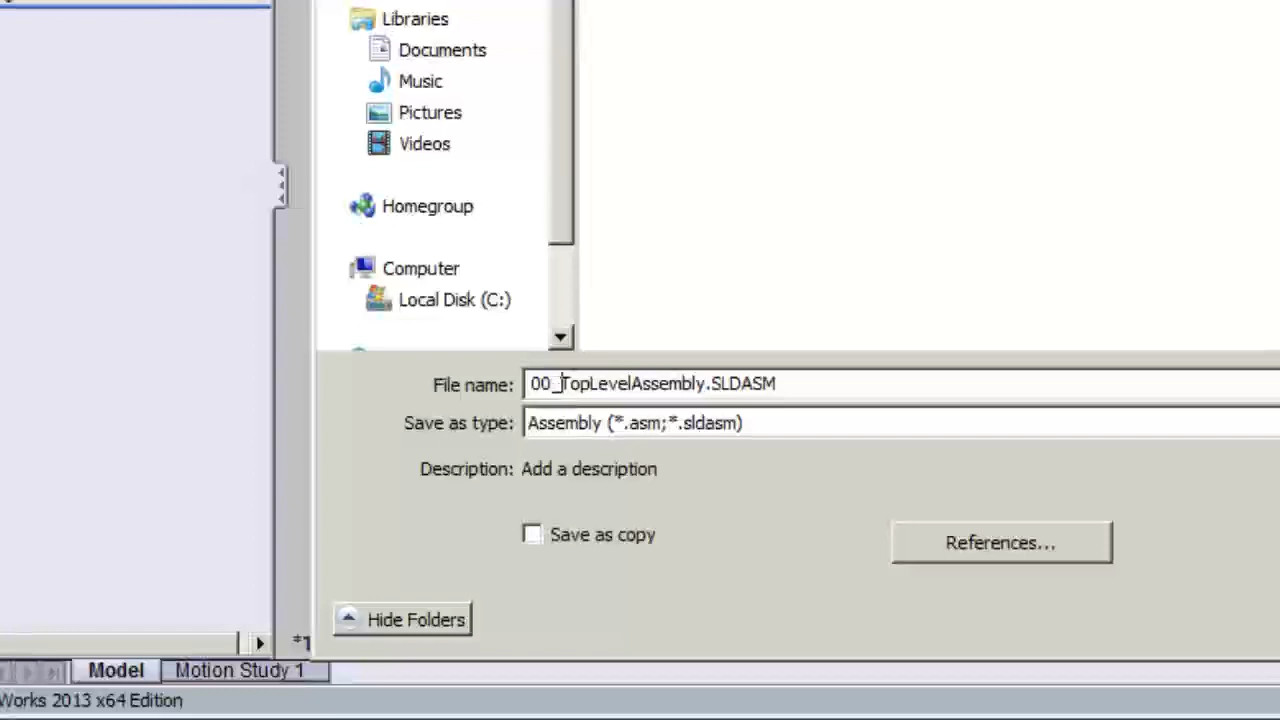 Libraries
Documents
Music
Pictures
Videos
Homegroup
Computer
Local Disk (C:)
File name: 00_TopLevelAssembly.SLDASM
Save as type: Assembly (*.asm;*.sldasm)
Description: Add a description
Save as copy
References...
Hide Folders
Model
Motion Study 1
Works 2013 x64 Edition